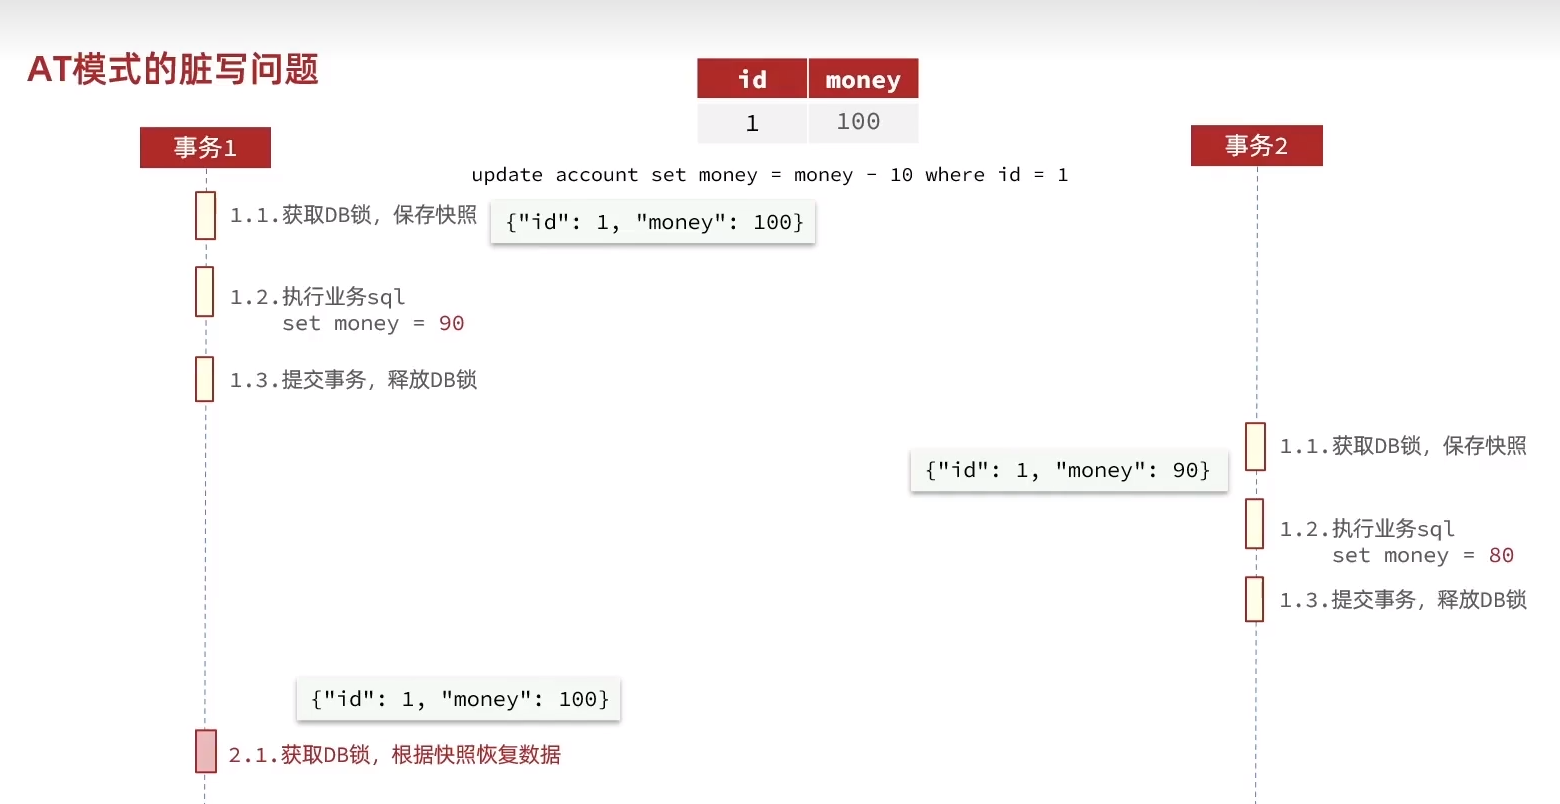 AT模式的脏写问题
id money
1 100
事务1
事务2
update account set money = money - 10 where id = 1
1.1.获取DB锁，保存快照
{"id": 1, "money": 100}
1.2.执行业务sql
set money = 90
1.3.提交事务，释放DB锁
1.1.获取DB锁，保存快照
{"id": 1, "money": 90}
1.2.执行业务sql
set money = 80
1.3.提交事务，释放DB锁
{"id": 1, "money": 100}
2.1.获取DB锁，根据快照恢复数据